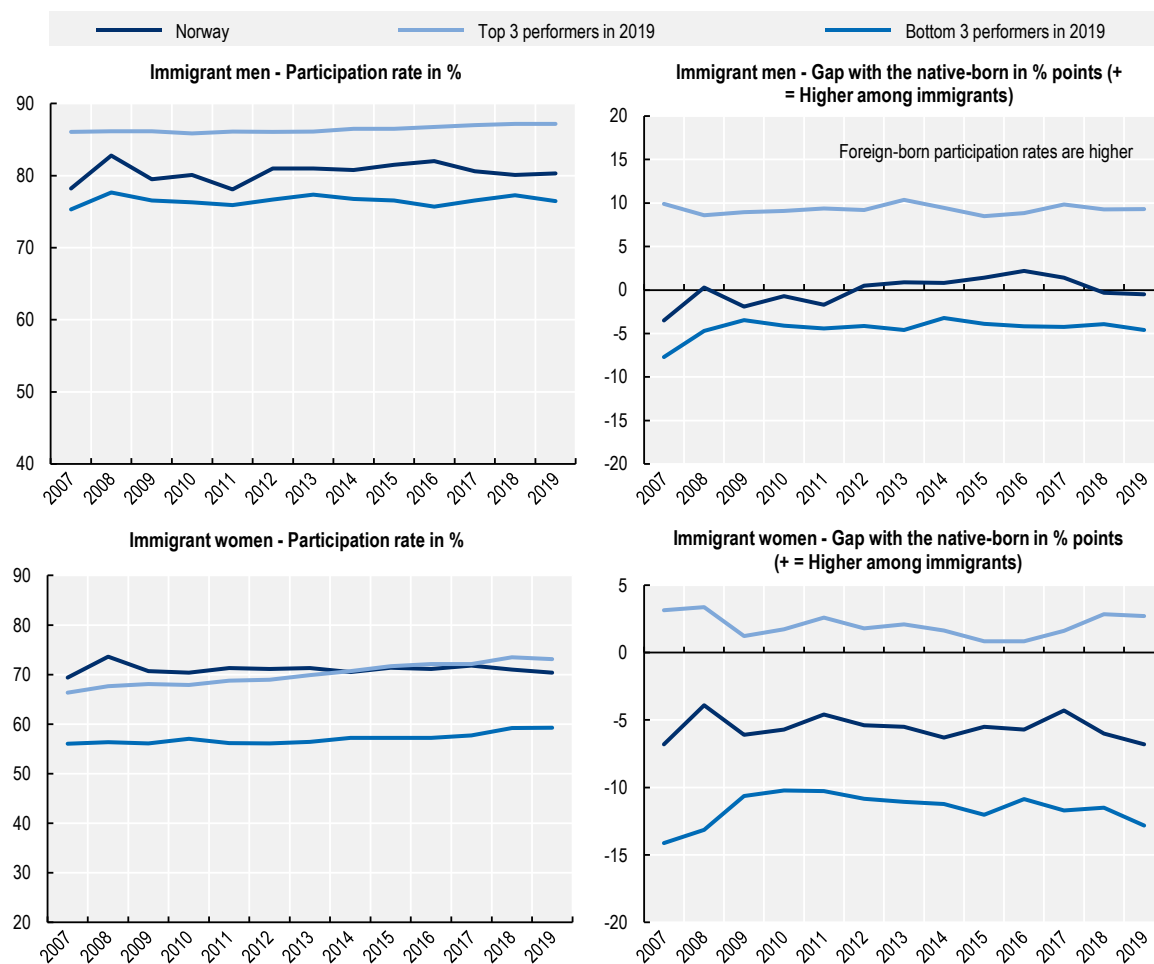 Norway
Top 3 performers in 2019
Bottom 3 performers in 2019
Immigrant men - Participation rate in %
90
80
70
60
50
40
2007 2008 2009 2010 2011 2012 2013 2014 2015 2016 2017 2018 2019
Immigrant men - Gap with the native-born in % points (+
= Higher among immigrants)
20
Foreign-born participation rates are higher
15
10
5
0
-5
-10
-15
-20
2007 2008 2009 2010 2011 2012 2013 2014 2015 2016 2017 2018 2019
Immigrant women - Participation rate in %
90
80
70
60
50
40
30
20
2007 2008 2009 2010 2011 2012 2013 2014 2015 2016 2017 2018 2019
Immigrant women - Gap with the native-born in % points
(+ = Higher among immigrants)
5
0
-5
-10
-15
-20
2007 2008 2009 2010 2011 2012 2013 2014 2015 2016 2017 2018 2019